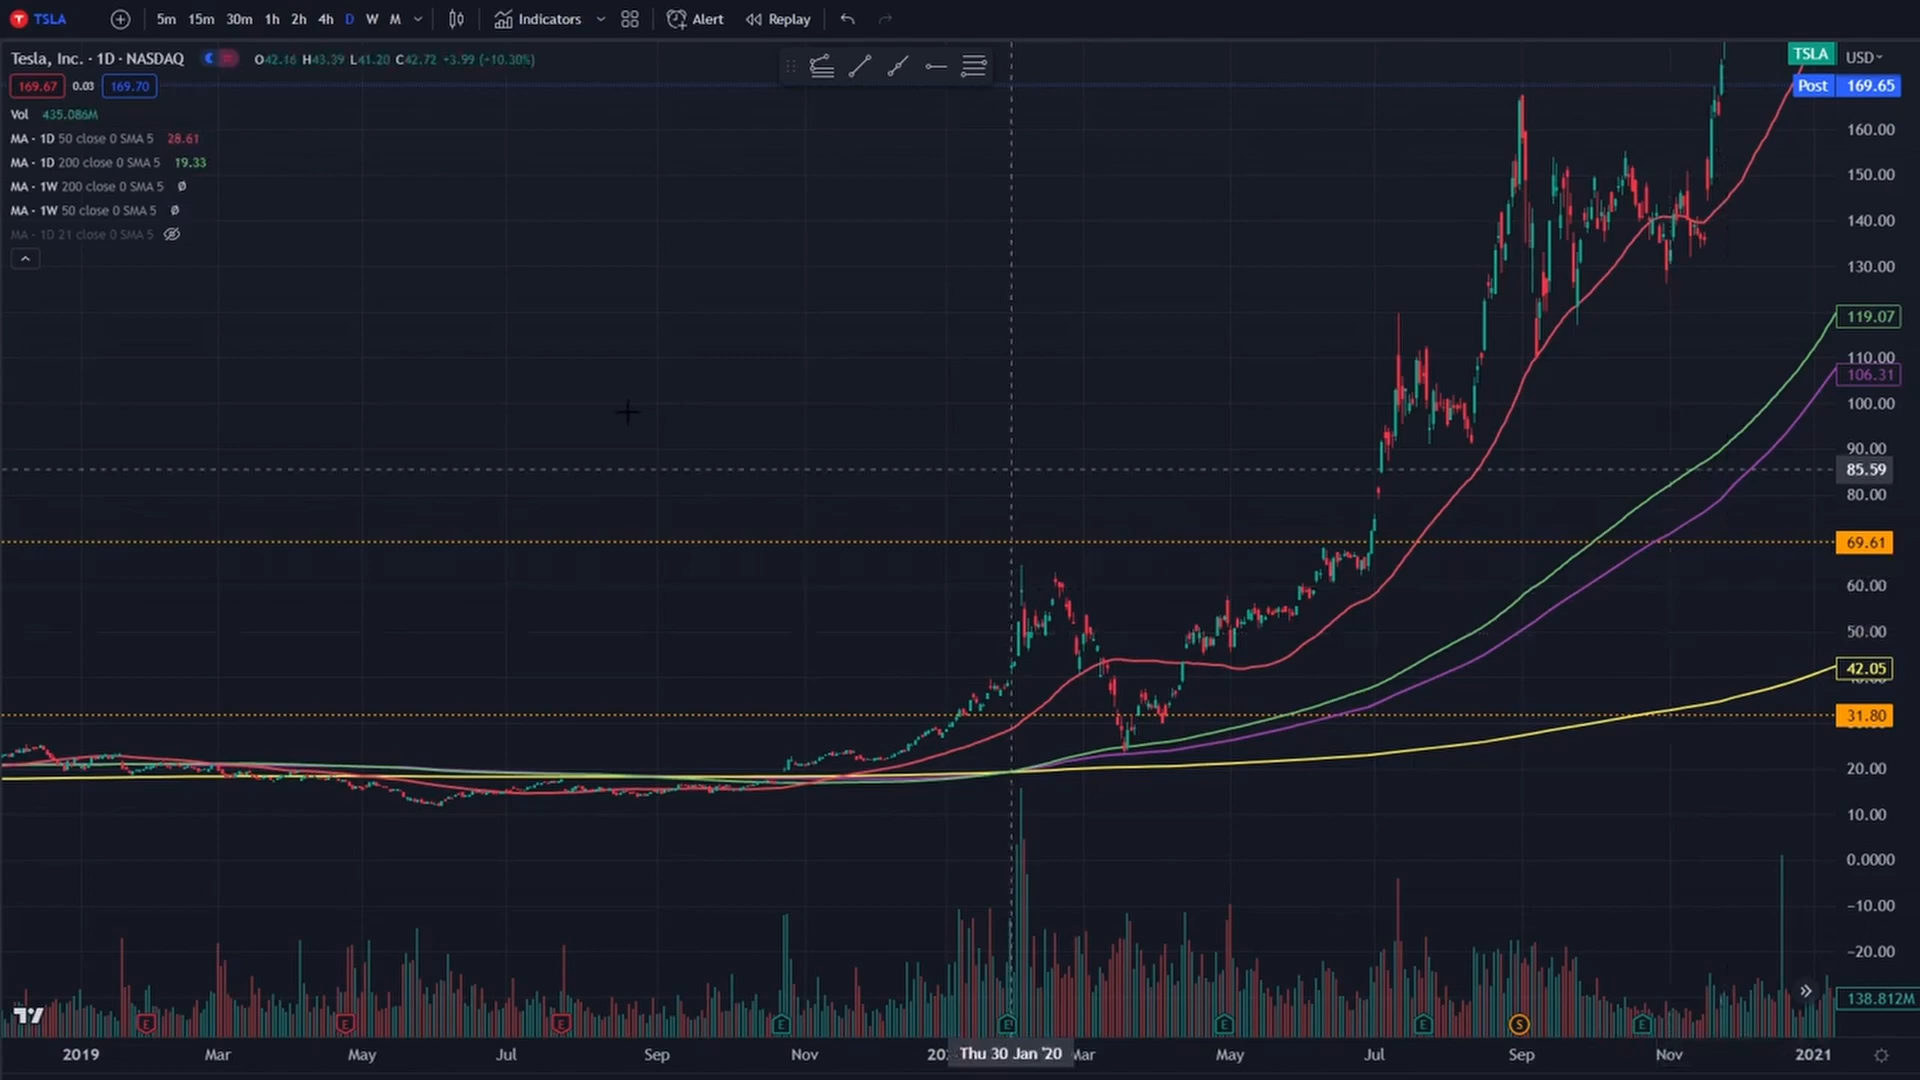 TSLA 5m 15m 30m 1h 2h 4h D W M Indicators Alert Replay
Tesla, Inc. · 1D · NASDAQ O42.16 H43.39 L41.20 C42.72 +3.99 (+10.30%)
169.67 0.03 169.70
Vol 435.086M
MA · 1D 50 close 0 SMA 5 28.61
MA · 1D 200 close 0 SMA 5 19.33
MA · 1W 200 close 0 SMA 5 Ø
MA · 1W 50 close 0 SMA 5 Ø
MA · 1D 21 close 0 SMA 5
TSLA USD
Post 169.65
160.00
150.00
140.00
130.00
119.07
110.00
106.31
100.00
90.00
85.59
80.00
69.61
60.00
50.00
42.05
31.80
20.00
10.00
0.0000
−10.00
−20.00
138.812M
E E E E E E E S E
2019 Mar May Jul Sep Nov Thu 30 Jan '20 Mar May Jul Sep Nov 2021